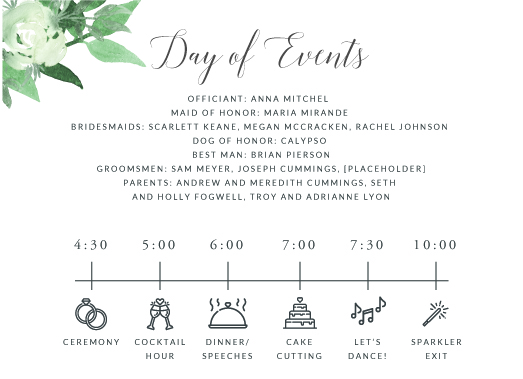 Day of Events
OFFICIANT: ANNA MITCHEL
MAID OF HONOR: MARIA MIRANDE
BRIDESMAIDS: SCARLETT KEANE, MEGAN MCCRACKEN, RACHEL JOHNSON
DOG OF HONOR: CALYPSO
BEST MAN: BRIAN PIERSON
GROOMSMEN: SAM MEYER, JOSEPH CUMMINGS, [PLACEHOLDER]
PARENTS: ANDREW AND MEREDITH CUMMINGS, SETH
AND HOLLY FOGWELL, TROY AND ADRIANNE LYON
4:30 5:00 6:00 7:00 7:30 10:00
CEREMONY COCKTAIL DINNER/ CAKE LET'S SPARKLER
HOUR SPEECHES CUTTING DANCE! EXIT